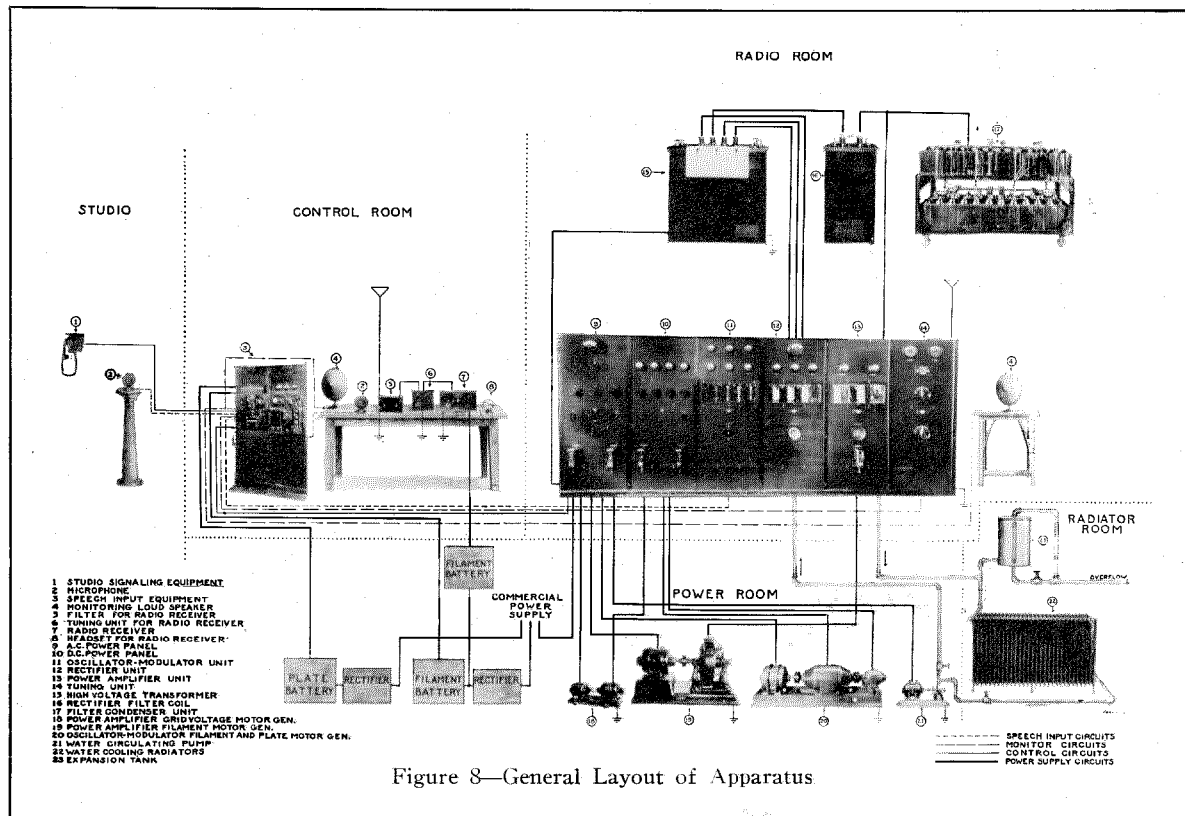 RADIO ROOM
STUDIO
CONTROL ROOM
RADIATOR ROOM
OVERFLOW
FILAMENT BATTERY
COMMERCIAL POWER SUPPLY
POWER ROOM
PLATE BATTERY
RECTIFIER
FILAMENT BATTERY
RECTIFIER
1 STUDIO SIGNALING EQUIPMENT
2 MICROPHONE
3 SPEECH INPUT EQUIPMENT
4 MONITORING LOUD SPEAKER
5 FILTER FOR RADIO RECEIVER
6 TUNING UNIT FOR RADIO RECEIVER
7 RADIO RECEIVER
8 HEADSET FOR RADIO RECEIVER
9 A.C. POWER PANEL
10 D.C. POWER PANEL
11 OSCILLATOR-MODULATOR UNIT
12 RECTIFIER UNIT
13 POWER AMPLIFIER UNIT
14 TUNING UNIT
15 HIGH VOLTAGE TRANSFORMER
16 RECTIFIER FILTER COIL
17 FILTER CONDENSER UNIT
18 POWER AMPLIFIER GRID VOLTAGE MOTOR GEN.
19 POWER AMPLIFIER FILAMENT MOTOR GEN.
20 OSCILLATOR-MODULATOR FILAMENT AND PLATE MOTOR GEN.
21 WATER CIRCULATING PUMP
22 WATER COOLING RADIATORS
23 EXPANSION TANK
SPEECH INPUT CIRCUITS
MONITOR CIRCUITS
CONTROL CIRCUITS
POWER SUPPLY CIRCUITS
Figure 8—General Layout of Apparatus